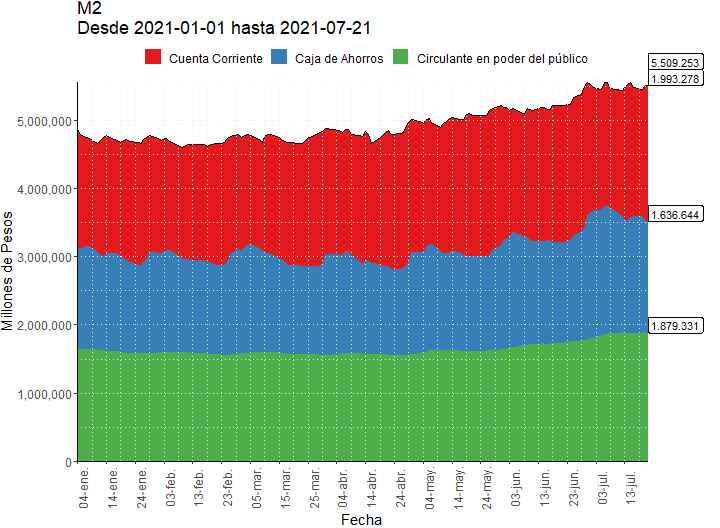 M2
Desde 2021-01-01 hasta 2021-07-21
Cuenta Corriente
Caja de Ahorros
Circulante en poder del público
5.509.253
1.993.278
1.636.644
1.879.331
Millones de Pesos
5,000,000
4,000,000
3,000,000
2,000,000
1,000,000
0
04-ene.
14-ene.
24-ene.
03-feb.
13-feb.
23-feb.
05-mar.
15-mar.
25-mar.
04-abr.
14-abr.
24-abr.
04-may.
14-may.
24-may.
03-jun.
13-jun.
23-jun.
03-jul.
13-jul.
Fecha